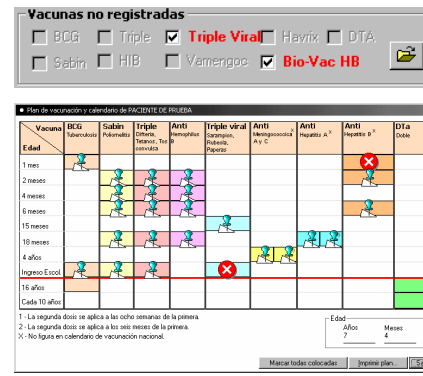 Vacunas no registradas
BCG Triple Triple Viral Havrix DTA
Sabin HIB Vamengoc Bio-Vac HB
Plan de vacunación y calendario de PACIENTE DE PRUEBA
Vacuna BCG Sabin Triple Anti Triple viral Anti X Anti X Anti X DTa
Tuberculosis Poliomelitis Difteria, Hemophilus Sarampion, Meningococcica Hepatitis A Hepatitis B Doble
Tetanos, Tos B Rubeola, A y C
Edad convulsa Paperas
1 mes
2 meses
4 meses
6 meses
15 meses
18 meses
4 años
Ingreso Escol.
16 años
Cada 10 años
1 - La segunda dosis se aplica a las ocho semanas de la primera.
2 - La segunda dosis se aplica a los seis meses de la primera.
X - No figura en calendario de vacunación nacional.
Edad
Años Meses
7 4
Marcar todas colocadas Imprimir plan...